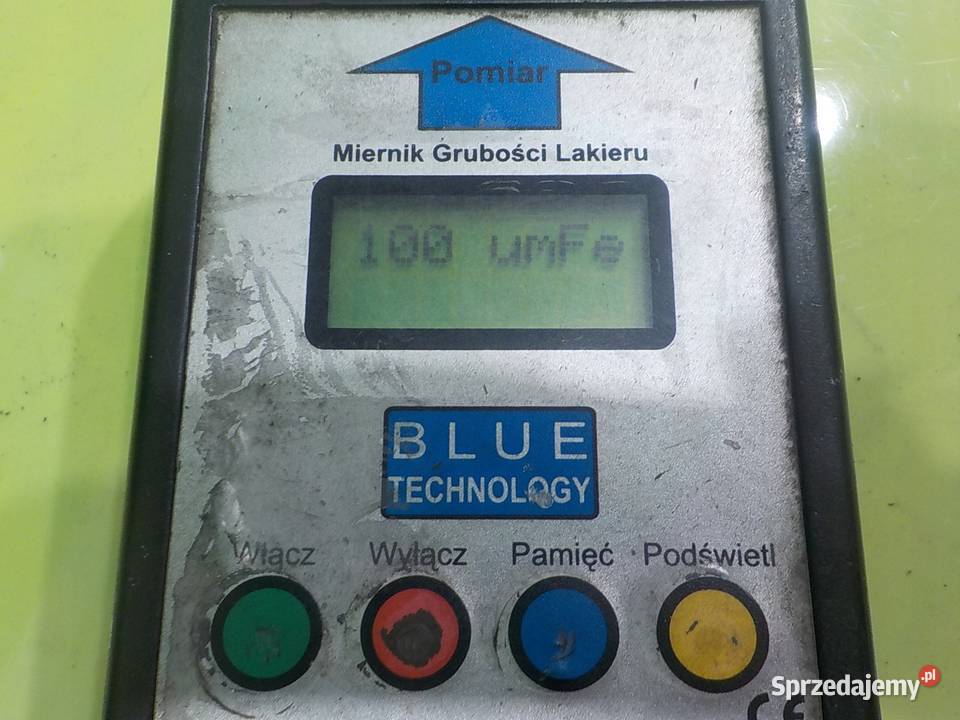 Pomiar
Miernik Grubości Lakieru
100 umFe
BLUE
TECHNOLOGY
Włącz Wyłącz Pamięć Podświetl
CE
Sprzedajemy.pl